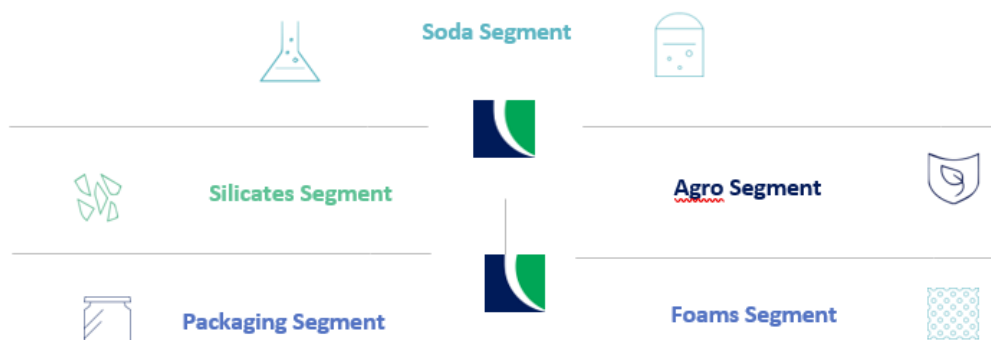 Soda Segment
Silicates Segment
Agro Segment
Packaging Segment
Foams Segment